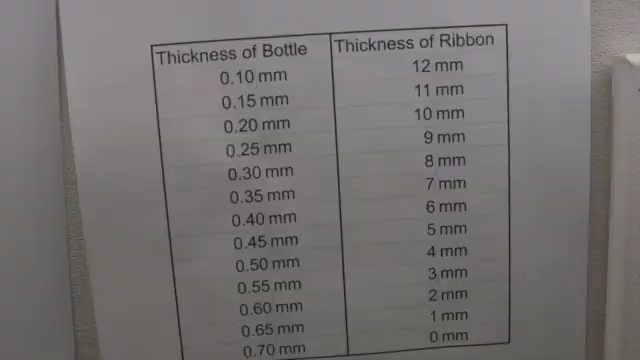 Thickness of Bottle Thickness of Ribbon
0.10 mm 12 mm
0.15 mm 11 mm
0.20 mm 10 mm
0.25 mm 9 mm
0.30 mm 8 mm
0.35 mm 7 mm
0.40 mm 6 mm
0.45 mm 5 mm
0.50 mm 4 mm
0.55 mm 3 mm
0.60 mm 2 mm
0.65 mm 1 mm
0.70 mm 0 mm